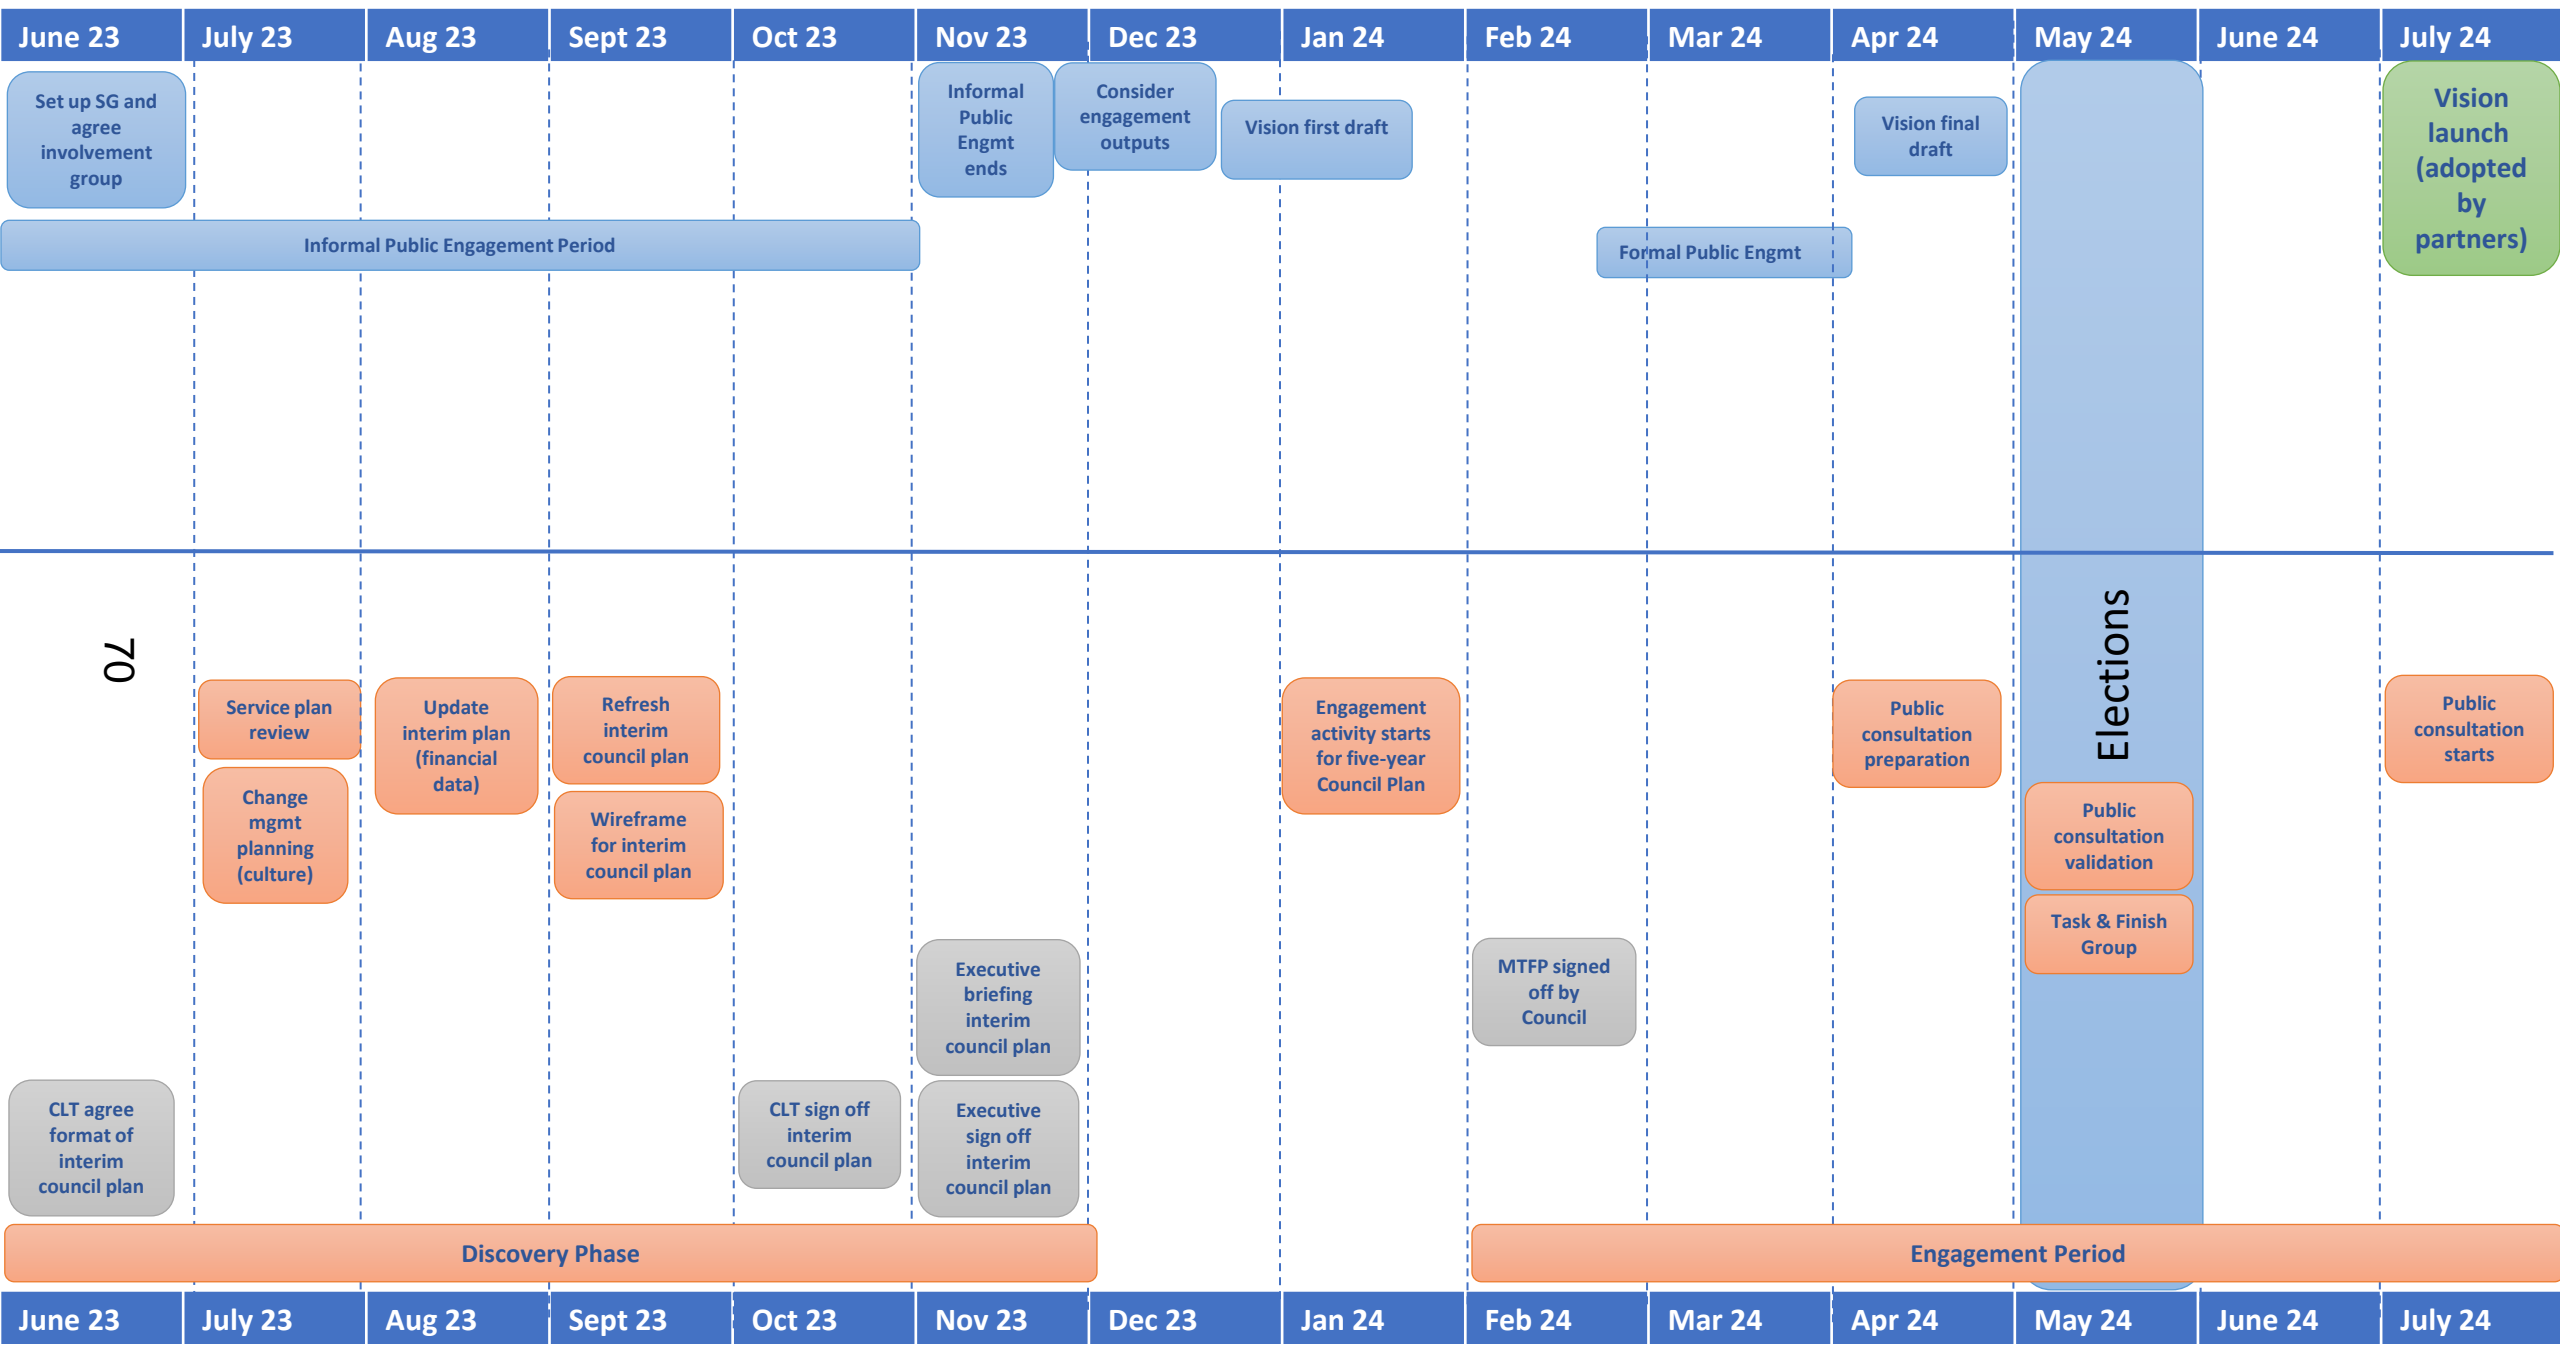 June 23
July 23
Aug 23
Sept 23
Oct 23
Nov 23
Dec 23
Jan 24
Feb 24
Mar 24
Apr 24
May 24
June 24
July 24
Set up SG and
agree
involvement
group
Informal
Public
Engmt
ends
Consider
engagement
outputs
Vision first draft
Vision final
draft
Vision
launch
(adopted
by
partners)
Informal Public Engagement Period
Formal Public Engmt
70
Elections
Service plan
review
Change
mgmt
planning
(culture)
Update
interim plan
(financial
data)
Refresh
interim
council plan
Wireframe
for interim
council plan
Engagement
activity starts
for five-year
Council Plan
Public
consultation
preparation
Public
consultation
validation
Task & Finish
Group
Public
consultation
starts
Executive
briefing
interim
council plan
MTFP signed
off by
Council
CLT agree
format of
interim
council plan
CLT sign off
interim
council plan
Executive
sign off
interim
council plan
Discovery Phase
Engagement Period
June 23
July 23
Aug 23
Sept 23
Oct 23
Nov 23
Dec 23
Jan 24
Feb 24
Mar 24
Apr 24
May 24
June 24
July 24